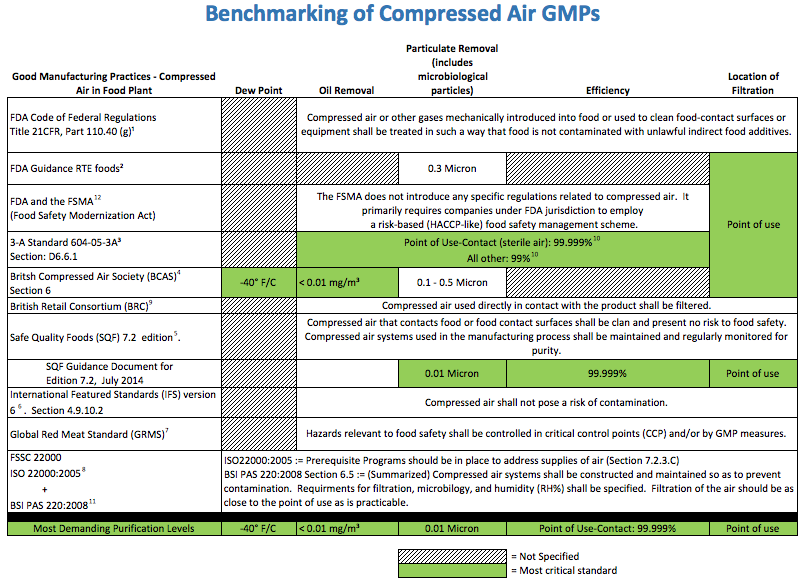 Benchmarking of Compressed Air GMPs
Good Manufacturing Practices - Compressed
Air in Food Plant
Dew Point
Oil Removal
Particulate Removal
(includes
microbiological
particles)
Efficiency
Location of
Filtration
FDA Code of Federal Regulations
Title 21CFR, Part 110.40 (g)¹
Compressed air or other gases mechanically introduced into food or used to clean food-contact surfaces or
equipment shall be treated in such a way that food is not contaminated with unlawful indirect food additives.
FDA Guidance RTE foods²
0.3 Micron
Point of use
FDA and the FSMA¹²
(Food Safety Modernization Act)
The FSMA does not introduce any specific regulations related to compressed air. It
primarily requires companies under FDA jurisdiction to employ
a risk-based (HACCP-like) food safety management scheme.
3-A Standard 604-05-3A³
Section: D6.6.1
Point of Use-Contact (sterile air): 99.999%¹⁰
All other: 99%¹⁰
Britsh Compressed Air Society (BCAS)⁴
Section 6
-40° F/C
< 0.01 mg/m³
0.1 - 0.5 Micron
British Retail Consortium (BRC)⁹
Compressed air used directly in contact with the product shall be filtered.
Safe Quality Foods (SQF) 7.2 edition⁵.
Compressed air that contacts food or food contact surfaces shall be clan and present no risk to food safety.
Compressed air systems used in the manufacturing process shall be maintained and regularly monitored for
purity.
SQF Guidance Document for
Edition 7.2, July 2014
0.01 Micron
99.999%
Point of use
International Featured Standards (IFS) version
6 ⁶. Section 4.9.10.2
Compressed air shall not pose a risk of contamination.
Global Red Meat Standard (GRMS)⁷
Hazards relevant to food safety shall be controlled in critical control points (CCP) and/or by GMP measures.
FSSC 22000
ISO 22000:2005⁸
+
BSI PAS 220:2008¹¹
ISO22000:2005 := Prerequisite Programs should be in place to address supplies of air (Section 7.2.3.C)
BSI PAS 220:2008 Section 6.5 := (Summarized) Compressed air systems shall be constructed and maintained so as to prevent
contamination. Requirments for filtration, microbilogy, and humidity (RH%) shall be specified. Filtration of the air should be as
close to the point of use as is practicable.
Most Demanding Purification Levels
-40° F/C
< 0.01 mg/m³
0.01 Micron
Point of Use-Contact: 99.999%
Point of use
= Not Specified
= Most critical standard